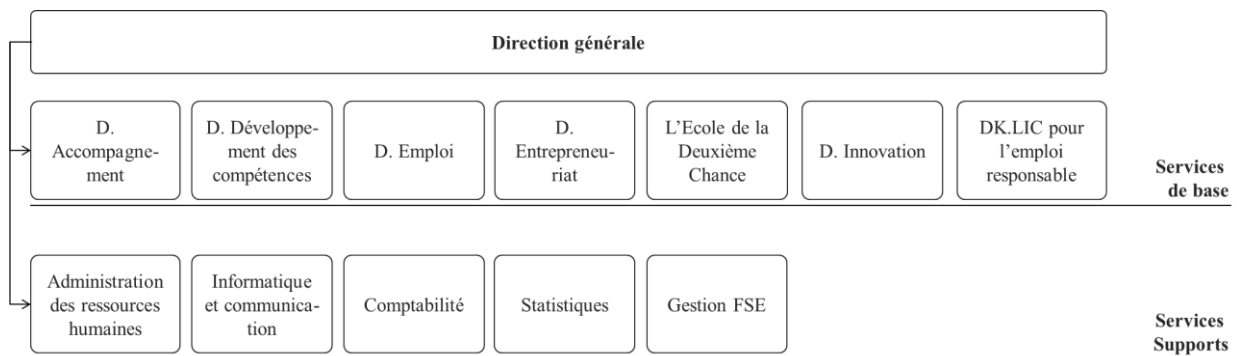 Direction générale
D.
Accompagne-
ment
D. Développe-
ment des
compétences
D. Emploi
D.
Entrepreneu-
riat
L'Ecole de la
Deuxième
Chance
D. Innovation
DK.LIC pour
l'emploi
responsable
Services
de base
Administration
des ressources
humaines
Informatique
et communica-
tion
Comptabilité
Statistiques
Gestion FSE
Services
Supports